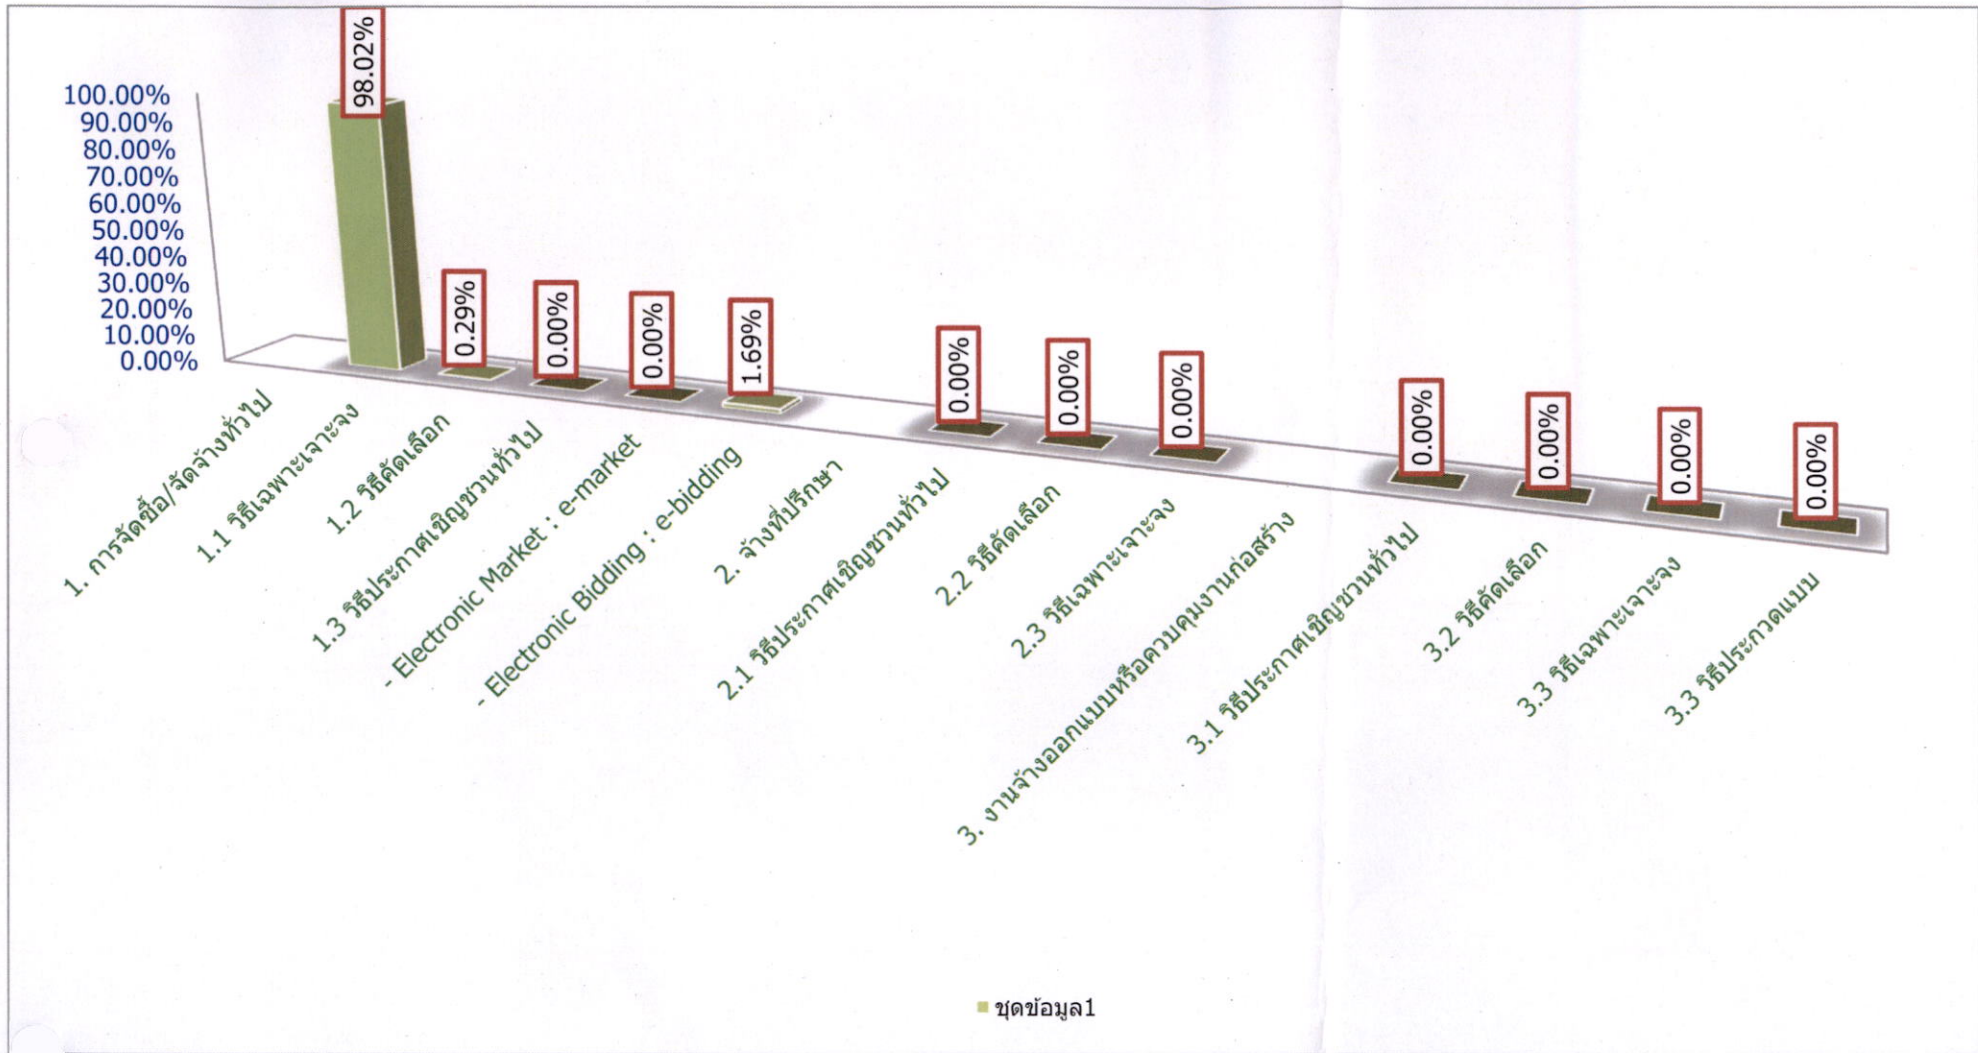 100.00%
90.00%
80.00%
70.00%
60.00%
50.00%
40.00%
30.00%
20.00%
10.00%
0.00%
98.02%
0.29%
0.00%
0.00%
1.69%
0.00%
0.00%
0.00%
0.00%
0.00%
0.00%
0.00%
1. การจัดซื้อ/จัดจ้างทั่วไป
1.1 วิธีเฉพาะเจาะจง
1.2 วิธีคัดเลือก
1.3 วิธีประกาศเชิญชวนทั่วไป
- Electronic Market : e-market
- Electronic Bidding : e-bidding
2. จ้างที่ปรึกษา
2.1 วิธีประกาศเชิญชวนทั่วไป
2.2 วิธีคัดเลือก
2.3 วิธีเฉพาะเจาะจง
3. งานจ้างออกแบบหรือควบคุมงานก่อสร้าง
3.1 วิธีประกาศเชิญชวนทั่วไป
3.2 วิธีคัดเลือก
3.3 วิธีเฉพาะเจาะจง
3.3 วิธีประกวดแบบ
ชุดข้อมูล1